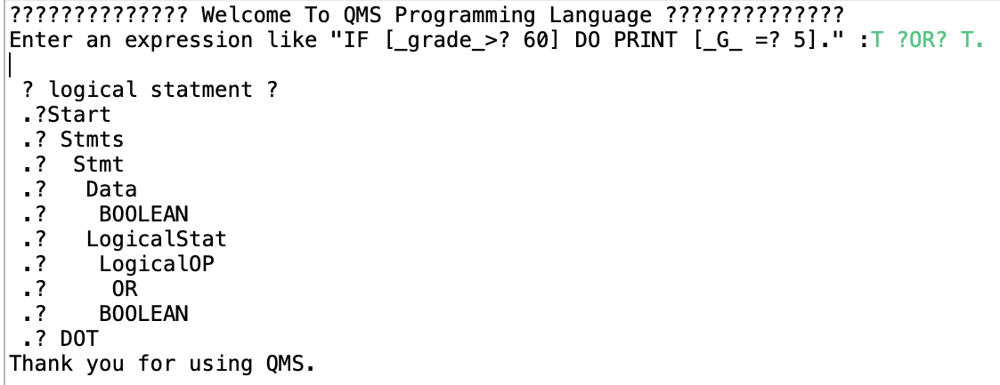 ?????????????? Welcome To QMS Programming Language ??????????????
Enter an expression like "IF [_grade_>? 60] DO PRINT [_G_ =? 5]." :T ?OR? T.
? logical statment ?
.?Start
.? Stmts
.?  Stmt
.?   Data
.?    BOOLEAN
.?   LogicalStat
.?    LogicalOP
.?     OR
.?    BOOLEAN
.? DOT
Thank you for using QMS.